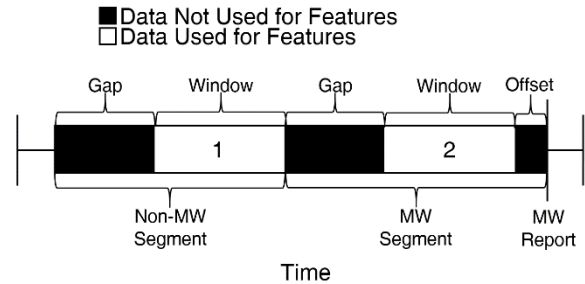 Data Not Used for Features
Data Used for Features
Gap Window Gap Window Offset
1 2
Non-MW MW MW
Segment Segment Report
Time